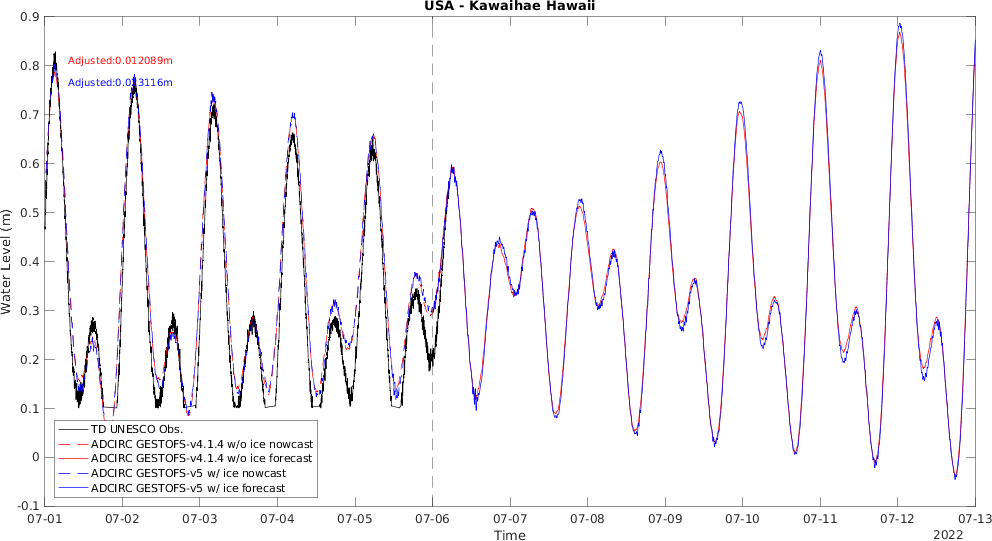 USA - Kawaihae Hawaii
0.9
0.8
0.7
0.6
0.5
0.4
0.3
0.2
0.1
0
-0.1
Water Level (m)
Adjusted:0.012089m
Adjusted:0.013116m
TD UNESCO Obs.
ADCIRC GESTOFS-v4.1.4 w/o ice nowcast
ADCIRC GESTOFS-v4.1.4 w/o ice forecast
ADCIRC GESTOFS-v5 w/ ice nowcast
ADCIRC GESTOFS-v5 w/ ice forecast
07-01 07-02 07-03 07-04 07-05 07-06 07-07 07-08 07-09 07-10 07-11 07-12 07-13
Time
2022